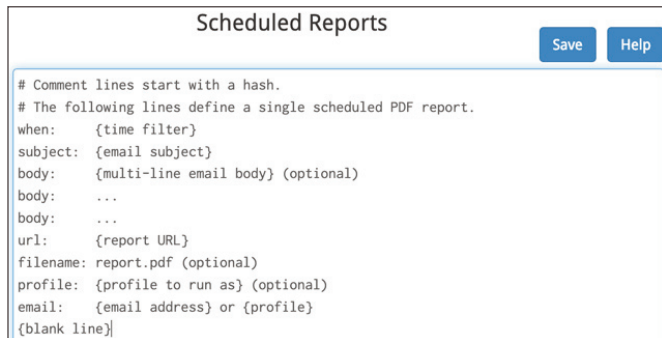 Scheduled Reports
Save Help
# Comment lines start with a hash.
# The following lines define a single scheduled PDF report.
when: {time filter}
subject: {email subject}
body: {multi-line email body} (optional)
body: ...
body: ...
url: {report URL}
filename: report.pdf (optional)
profile: {profile to run as} (optional)
email: {email address} or {profile}
{blank line}